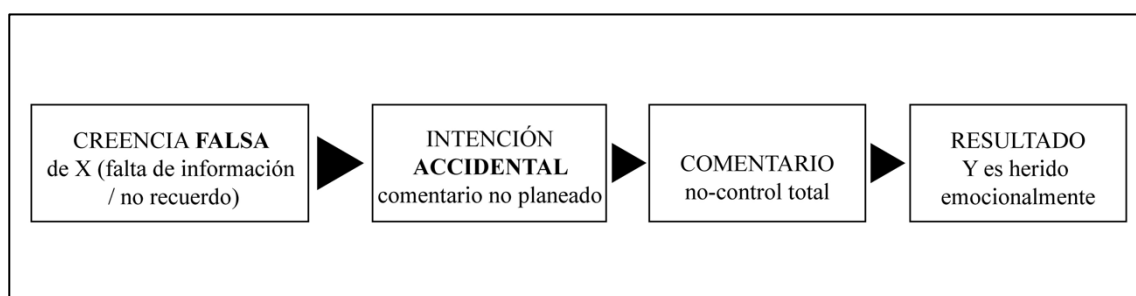 CREENCIA FALSA
de X (falta de información
/ no recuerdo)
INTENCIÓN
ACCIDENTAL
comentario no planeado
COMENTARIO
no-control total
RESULTADO
Y es herido
emocionalmente